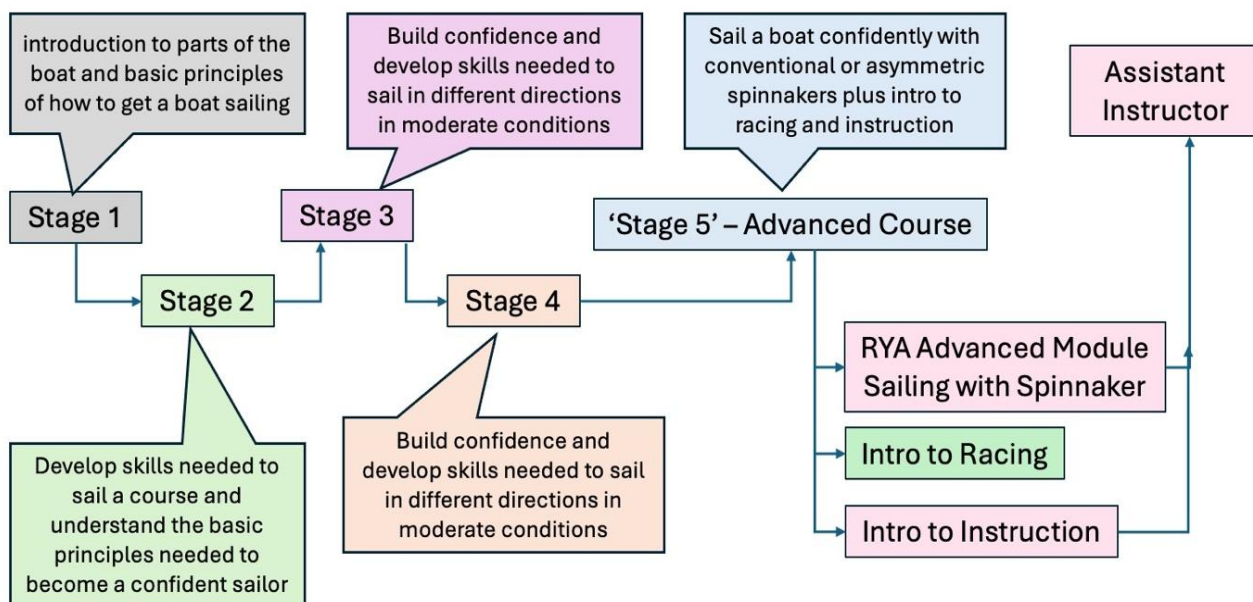 introduction to parts of the
boat and basic principles
of how to get a boat sailing
Build confidence and
develop skills needed to
sail in different directions
in moderate conditions
Sail a boat confidently with
conventional or asymmetric
spinnakers plus intro to
racing and instruction
Assistant
Instructor
Stage 1
Stage 3
‘Stage 5’ – Advanced Course
Stage 2
Stage 4
RYA Advanced Module
Sailing with Spinnaker
Intro to Racing
Intro to Instruction
Develop skills needed to
sail a course and
understand the basic
principles needed to
become a confident sailor
Build confidence and
develop skills needed to sail
in different directions in
moderate conditions